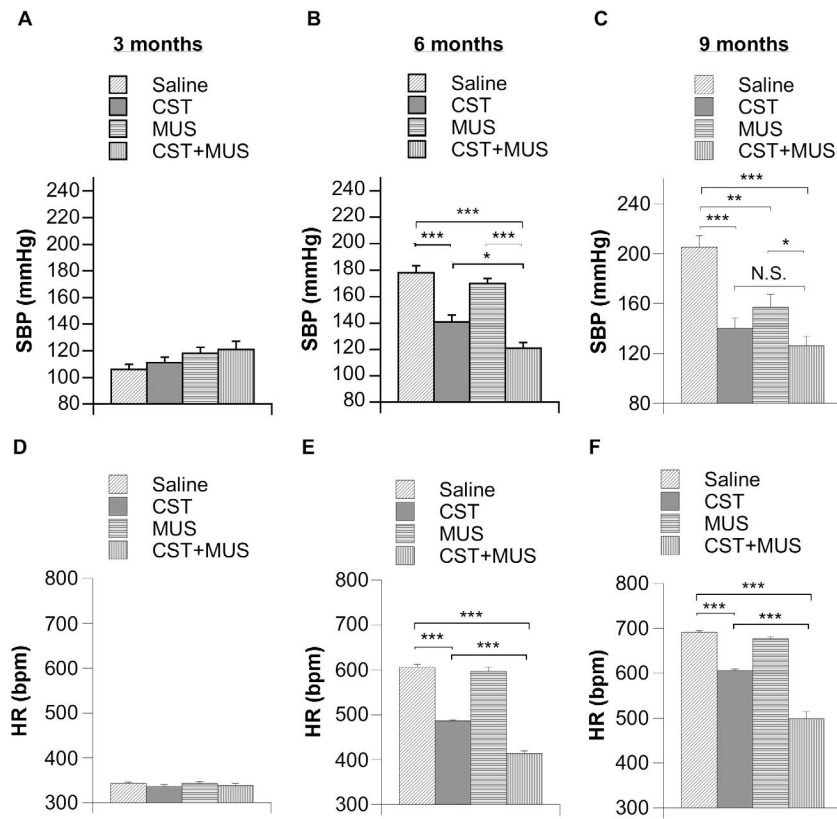 A
3 months
Saline
CST
MUS
CST+MUS
SBP (mmHg)
240
220
200
180
160
140
120
100
80
B
6 months
Saline
CST
MUS
CST+MUS
SBP (mmHg)
240
220
200
180
160
140
120
100
80
***
*** ***
*
C
9 months
Saline
CST
MUS
CST+MUS
SBP (mmHg)
240
200
160
120
80
***
**
*** *
N.S.
D
Saline
CST
MUS
CST+MUS
HR (bpm)
800
700
600
500
400
300
E
Saline
CST
MUS
CST+MUS
HR (bpm)
800
700
600
500
400
300
***
*** ***
F
Saline
CST
MUS
CST+MUS
HR (bpm)
800
700
600
500
400
300
***
*** ***